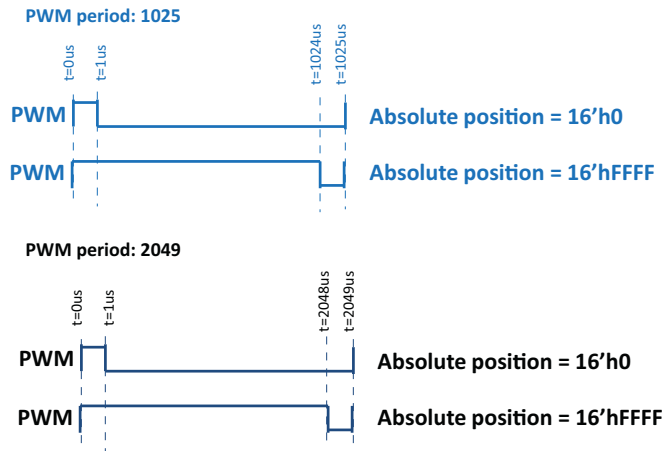 PWM period: 1025
t=0us
t=1us
t=1024us
t=1025us
PWM Absolute position = 16'h0
PWM Absolute position = 16'hFFFF
PWM period: 2049
t=0us
t=1us
t=2048us
t=2049us
PWM Absolute position = 16'h0
PWM Absolute position = 16'hFFFF